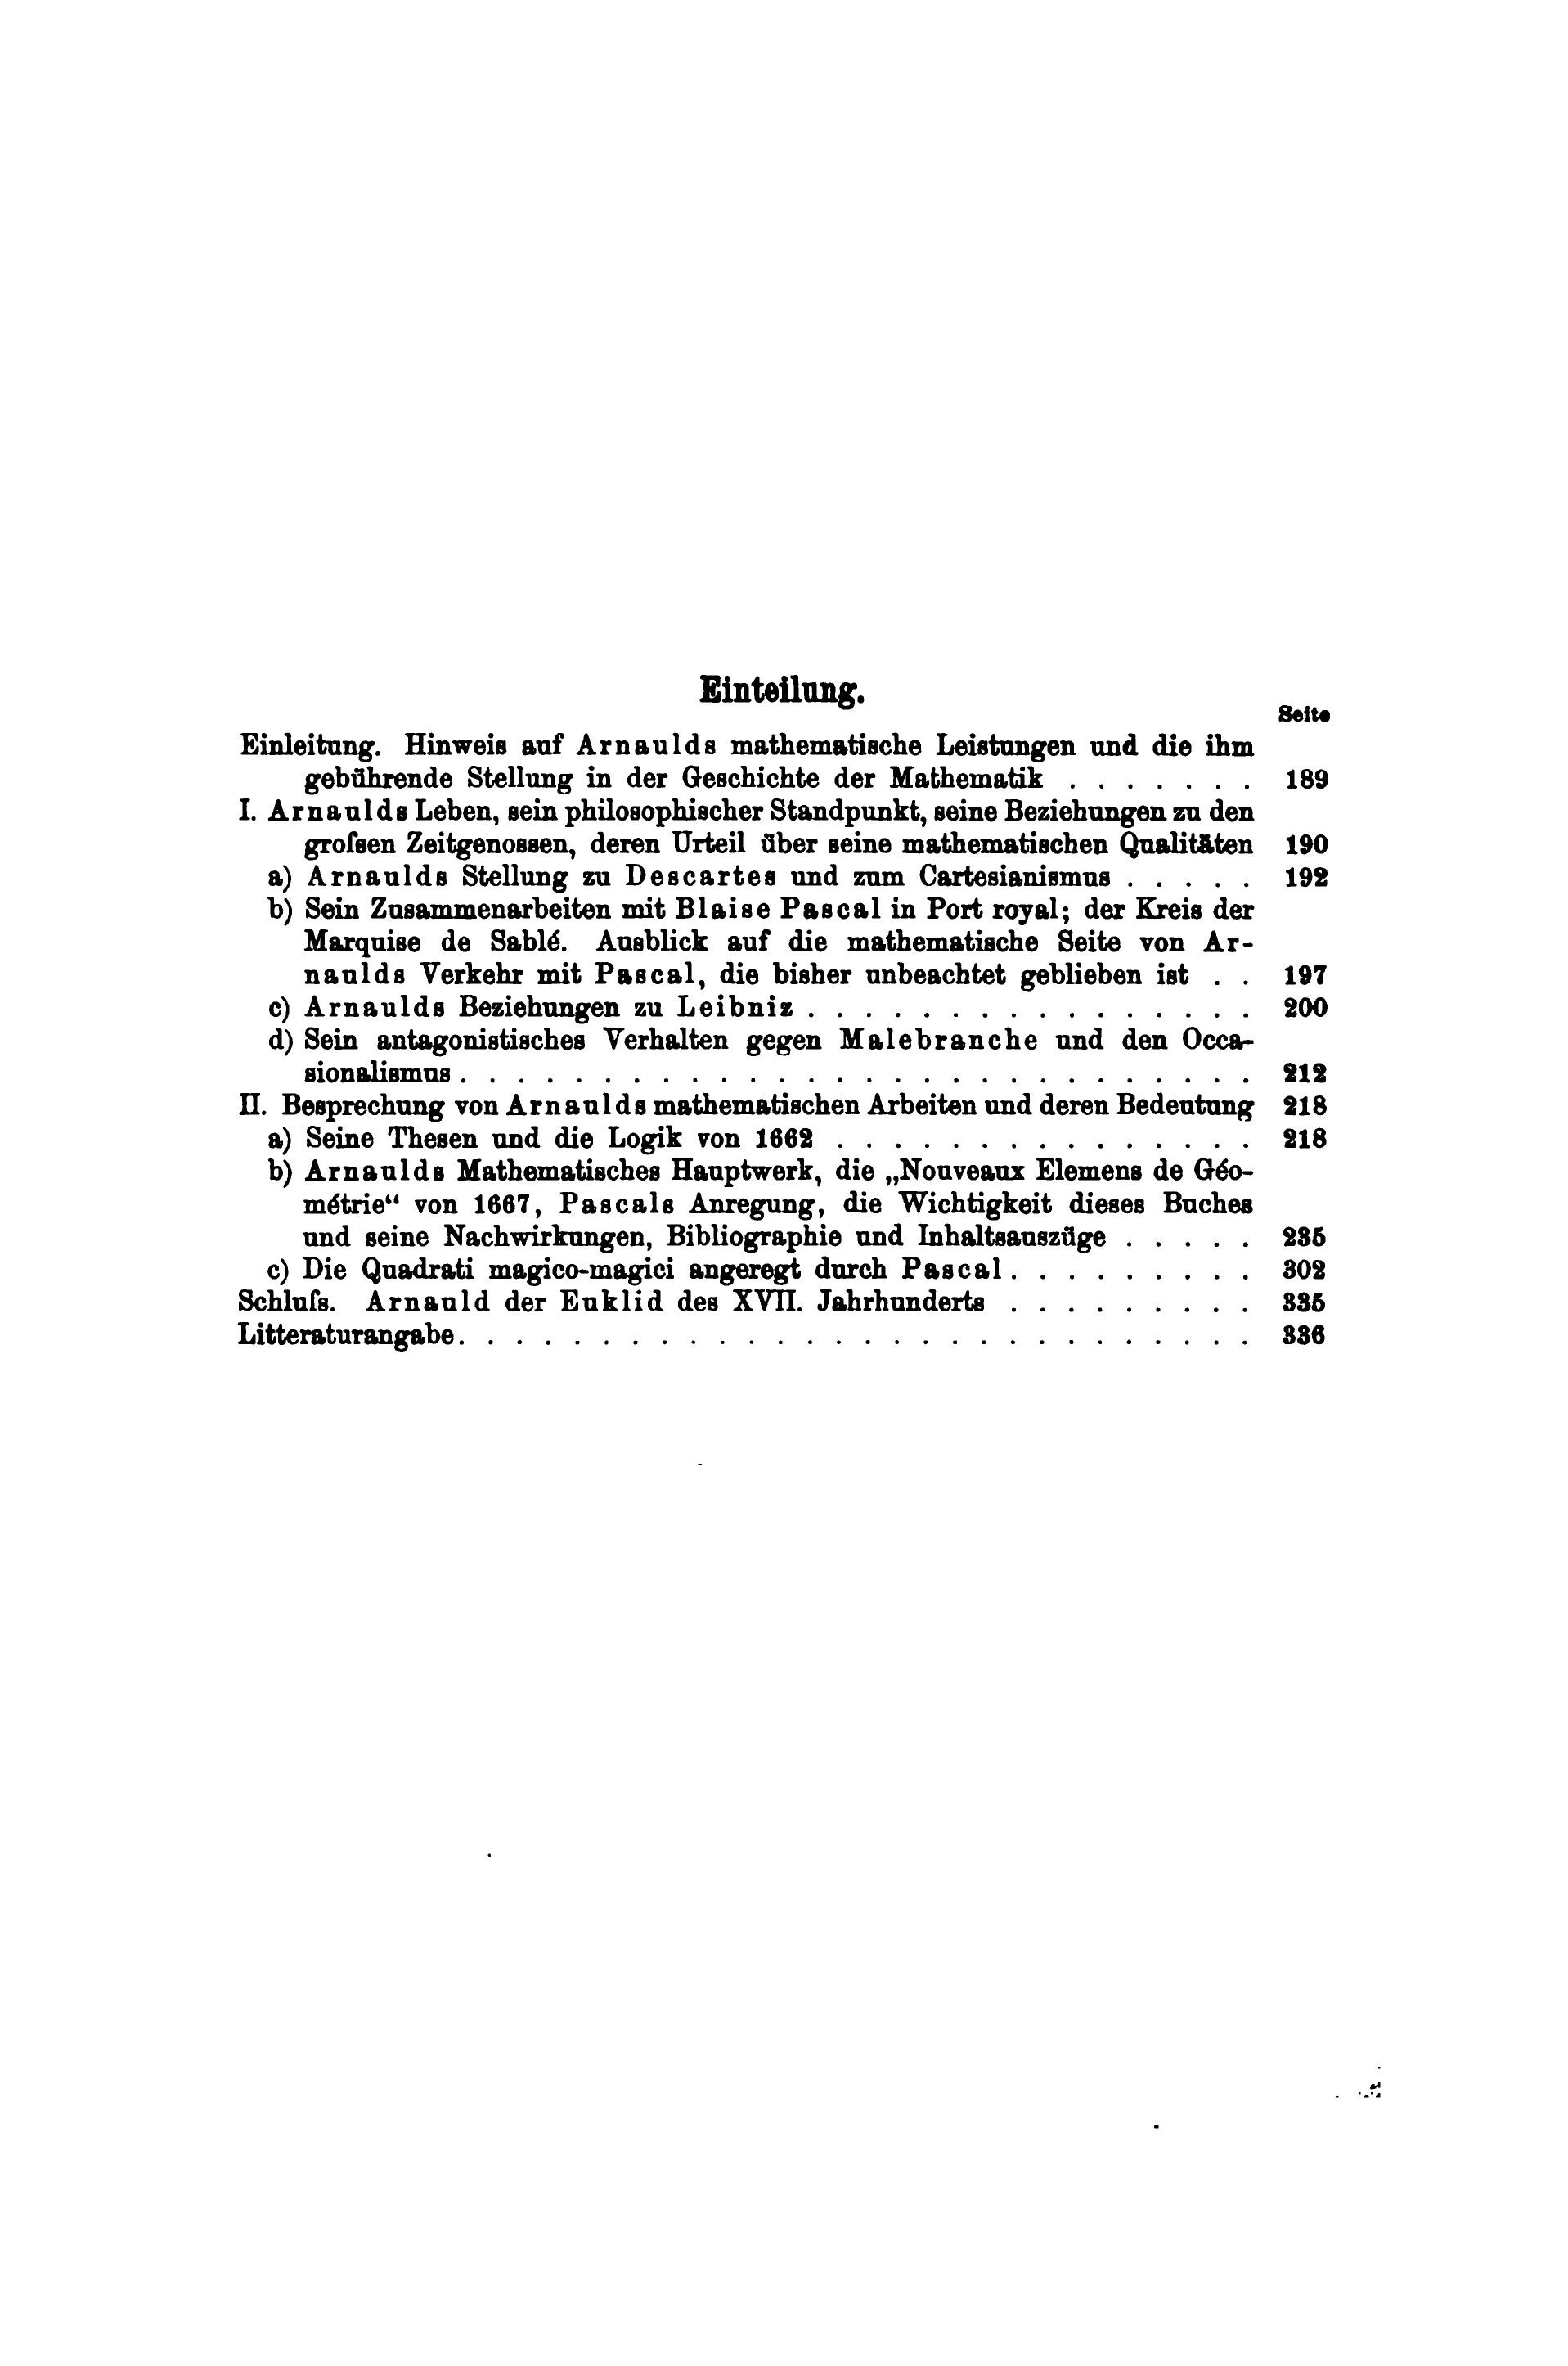 Einteilung.
Seite
Einleitung. Hinweis auf Arnaulds mathematische Leistungen und die ihm
gebührende Stellung in der Geschichte der Mathematik . . . . . . . 189
I. Arnaulds Leben, sein philosophischer Standpunkt, seine Beziehungen zu den
groſsen Zeitgenossen, deren Urteil über seine mathematischen Qualitäten 190
a) Arnaulds Stellung zu Descartes und zum Cartesianismus . . . . . 192
b) Sein Zusammenarbeiten mit Blaise Pascal in Port royal; der Kreis der
Marquise de Sablé. Ausblick auf die mathematische Seite von Ar-
naulds Verkehr mit Pascal, die bisher unbeachtet geblieben ist . . 197
c) Arnaulds Beziehungen zu Leibniz . . . . . . . . . . . . . . . . 200
d) Sein antagonistisches Verhalten gegen Malebranche und den Occa-
sionalismus . . . . . . . . . . . . . . . . . . . . . . . . . . . . 212
II. Besprechung von Arnaulds mathematischen Arbeiten und deren Bedeutung 218
a) Seine Thesen und die Logik von 1662 . . . . . . . . . . . . . . . 218
b) Arnaulds Mathematisches Hauptwerk, die „Nouveaux Elemens de Géo-
métrie“ von 1667, Pascals Anregung, die Wichtigkeit dieses Buches
und seine Nachwirkungen, Bibliographie und Inhaltsauszüge . . . . . 235
c) Die Quadrati magico-magici angeregt durch Pascal . . . . . . . . . 302
Schluſs. Arnauld der Euklid des XVII. Jahrhunderts . . . . . . . . . 335
Litteraturangabe . . . . . . . . . . . . . . . . . . . . . . . . . . . . 336